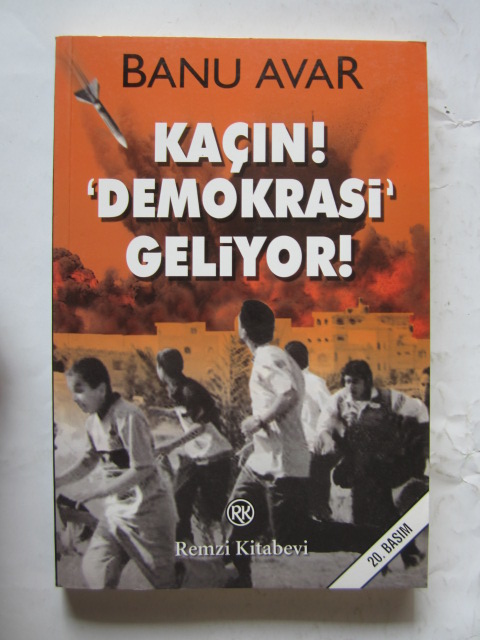 BANU AVAR
KAÇIN!
'DEMOKRASİ'
GELİYOR!
RK
Remzi Kitabevi
20. BASIM